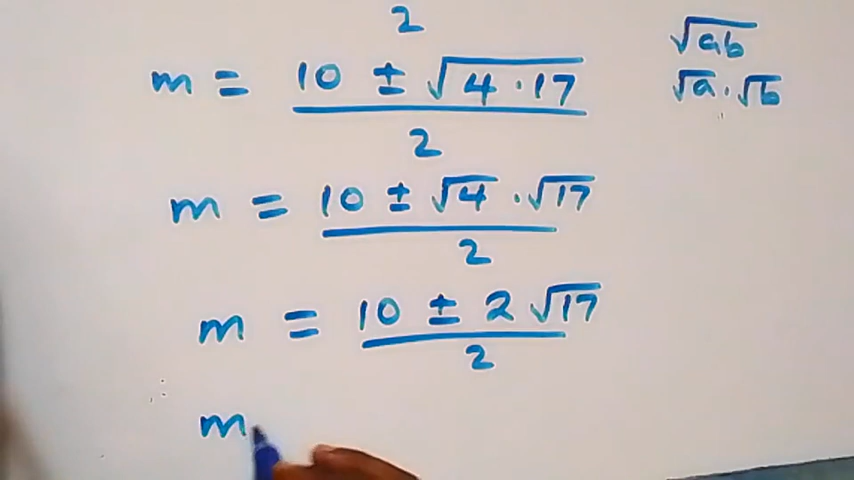 2
m = 10 ± √4·17
2
m = 10 ± √4 · √17
2
m = 10 ± 2 √17
2
m
√ab
√a · √b